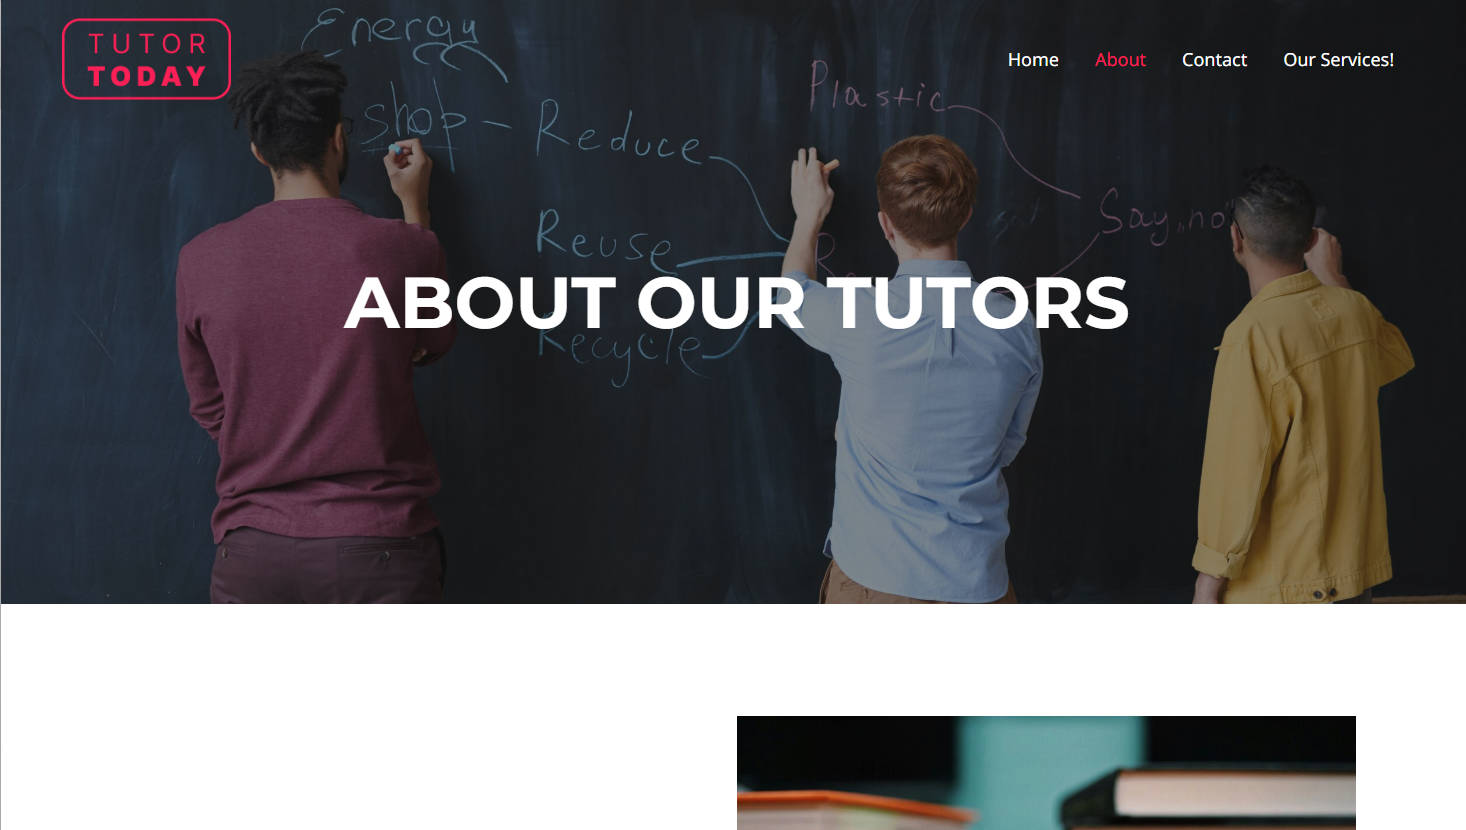 TUTOR
TODAY
Home About Contact Our Services!
Energy
shop - Reduce
Plastic
Say "no"
Reuse
ABOUT OUR TUTORS
Recycle